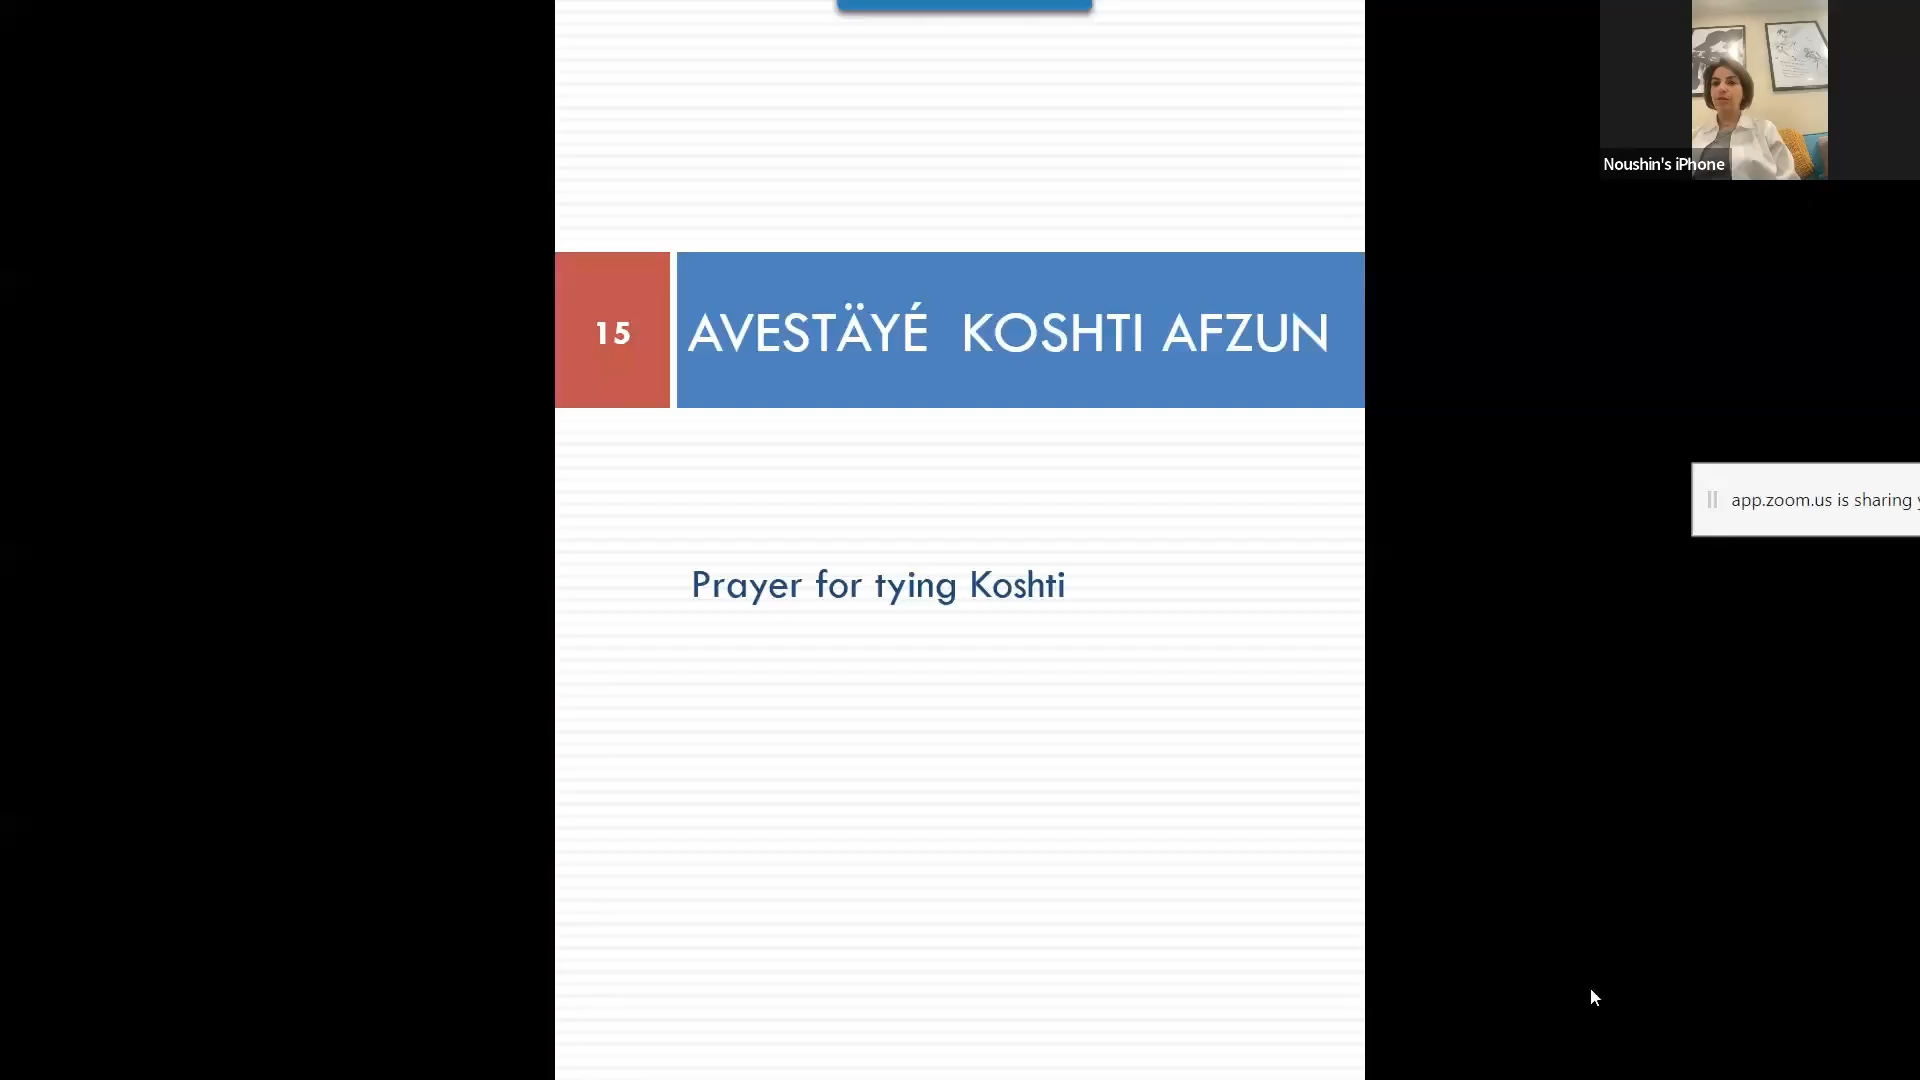 Noushin's iPhone
15
AVESTÄYÉ KOSHTI AFZUN
app.zoom.us is sharing
Prayer for tying Koshti